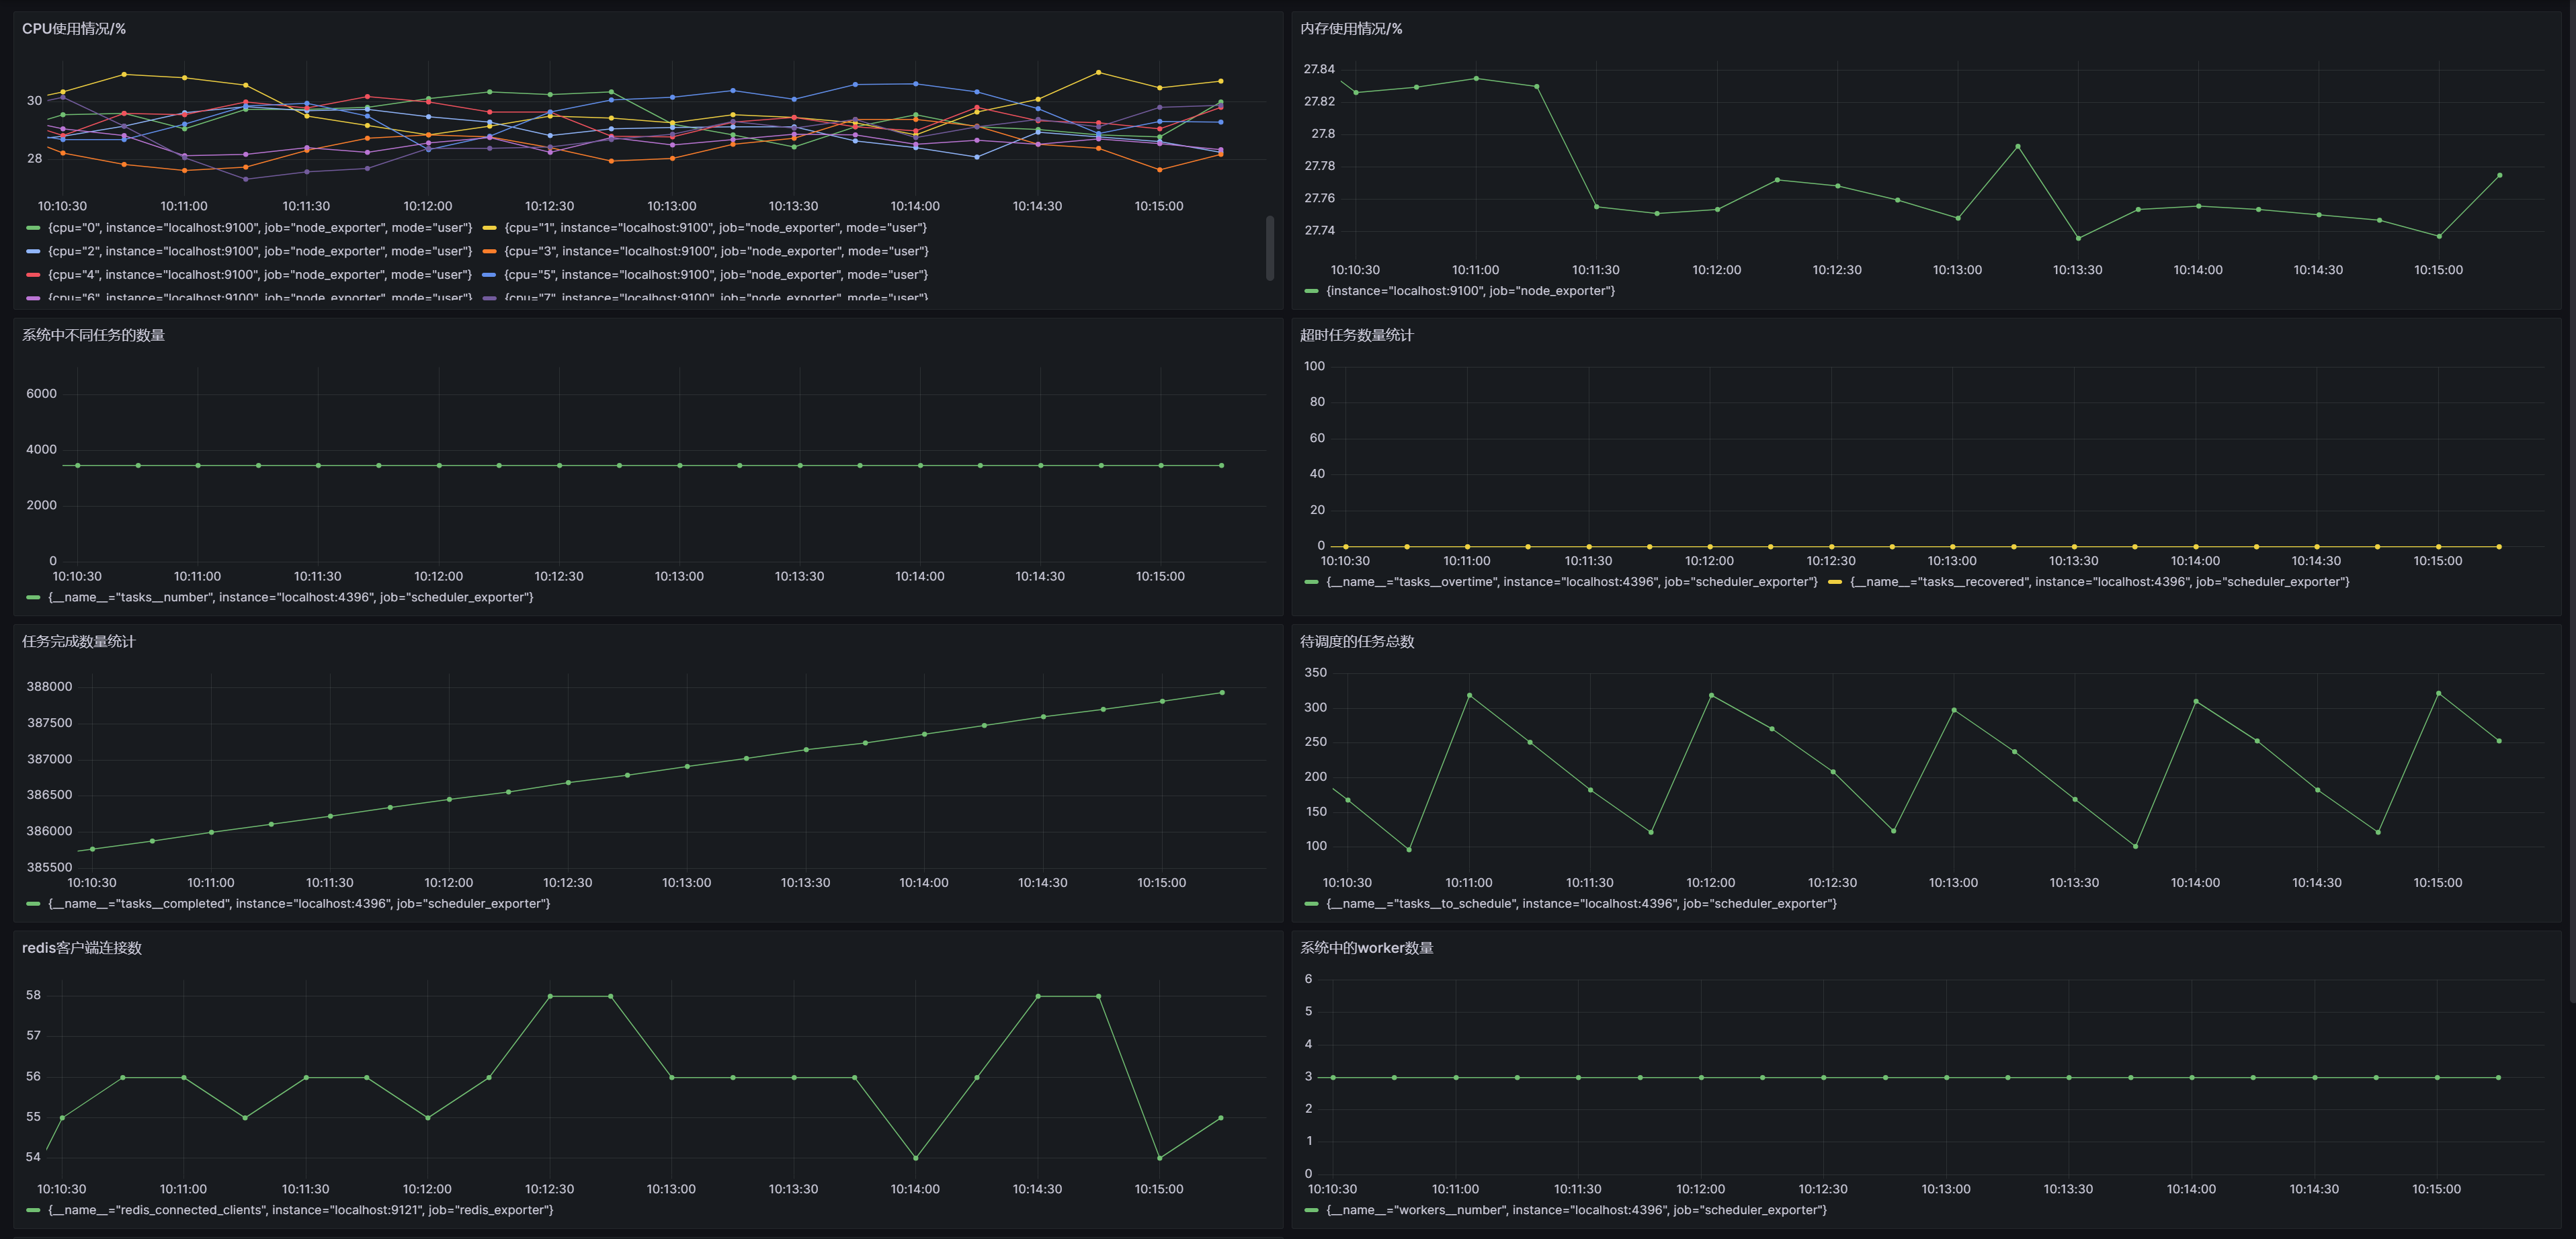 CPU使用情况/%
30
28
10:10:30 10:11:00 10:11:30 10:12:00 10:12:30 10:13:00 10:13:30 10:14:00 10:14:30 10:15:00
{cpu="0", instance="localhost:9100", job="node_exporter", mode="user"} {cpu="1", instance="localhost:9100", job="node_exporter", mode="user"}
{cpu="2", instance="localhost:9100", job="node_exporter", mode="user"} {cpu="3", instance="localhost:9100", job="node_exporter", mode="user"}
{cpu="4", instance="localhost:9100", job="node_exporter", mode="user"} {cpu="5", instance="localhost:9100", job="node_exporter", mode="user"}
{cpu="6", instance="localhost:9100", job="node_exporter", mode="user"} {cpu="7", instance="localhost:9100", job="node_exporter", mode="user"}
内存使用情况/%
27.84
27.82
27.8
27.78
27.76
27.74
10:10:30 10:11:00 10:11:30 10:12:00 10:12:30 10:13:00 10:13:30 10:14:00 10:14:30 10:15:00
{instance="localhost:9100", job="node_exporter"}
系统中不同任务的数量
6000
4000
2000
0
10:10:30 10:11:00 10:11:30 10:12:00 10:12:30 10:13:00 10:13:30 10:14:00 10:14:30 10:15:00
{__name__="tasks__number", instance="localhost:4396", job="scheduler_exporter"}
超时任务数量统计
100
80
60
40
20
0
10:10:30 10:11:00 10:11:30 10:12:00 10:12:30 10:13:00 10:13:30 10:14:00 10:14:30 10:15:00
{__name__="tasks__overtime", instance="localhost:4396", job="scheduler_exporter"} {__name__="tasks__recovered", instance="localhost:4396", job="scheduler_exporter"}
任务完成数量统计
388000
387500
387000
386500
386000
385500
10:10:30 10:11:00 10:11:30 10:12:00 10:12:30 10:13:00 10:13:30 10:14:00 10:14:30 10:15:00
{__name__="tasks__completed", instance="localhost:4396", job="scheduler_exporter"}
待调度的任务总数
350
300
250
200
150
100
10:10:30 10:11:00 10:11:30 10:12:00 10:12:30 10:13:00 10:13:30 10:14:00 10:14:30 10:15:00
{__name__="tasks__to_schedule", instance="localhost:4396", job="scheduler_exporter"}
redis客户端连接数
58
57
56
55
54
10:10:30 10:11:00 10:11:30 10:12:00 10:12:30 10:13:00 10:13:30 10:14:00 10:14:30 10:15:00
{__name__="redis_connected_clients", instance="localhost:9121", job="redis_exporter"}
系统中的worker数量
6
5
4
3
2
1
0
10:10:30 10:11:00 10:11:30 10:12:00 10:12:30 10:13:00 10:13:30 10:14:00 10:14:30 10:15:00
{__name__="workers__number", instance="localhost:4396", job="scheduler_exporter"}